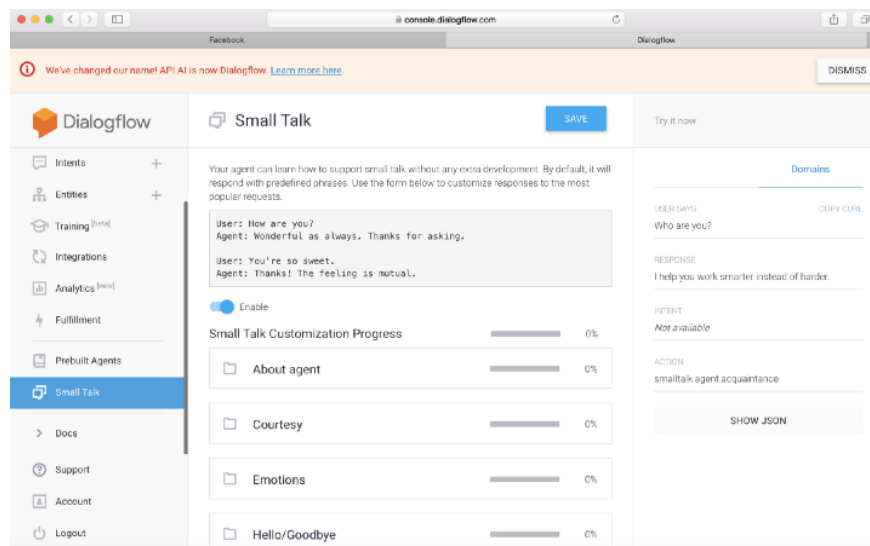 console.dialogflow.com
Facebook
Dialogflow
We've changed our name! API.AI is now Dialogflow. Learn more here.
DISMISS
Dialogflow
Intents
Entities
Training [beta]
Integrations
Analytics [new]
Fulfillment
Prebuilt Agents
Small Talk
Docs
Support
Account
Logout
Small Talk
SAVE
Your agent can learn how to support small talk without any extra development. By default, it will
respond with predefined phrases. Use the form below to customize responses to the most
popular requests.
User: How are you?
Agent: Wonderful as always. Thanks for asking.
User: You're so sweet.
Agent: Thanks! The feeling is mutual.
Enable
Small Talk Customization Progress 0%
About agent 0%
Courtesy 0%
Emotions 0%
Hello/Goodbye 0%
Try it now
Domains
USER SAYS COPY CURL
Who are you?
RESPONSE
I help you work smarter instead of harder.
INTENT
Not available
ACTION
smalltalk.agent.acquaintance
SHOW JSON